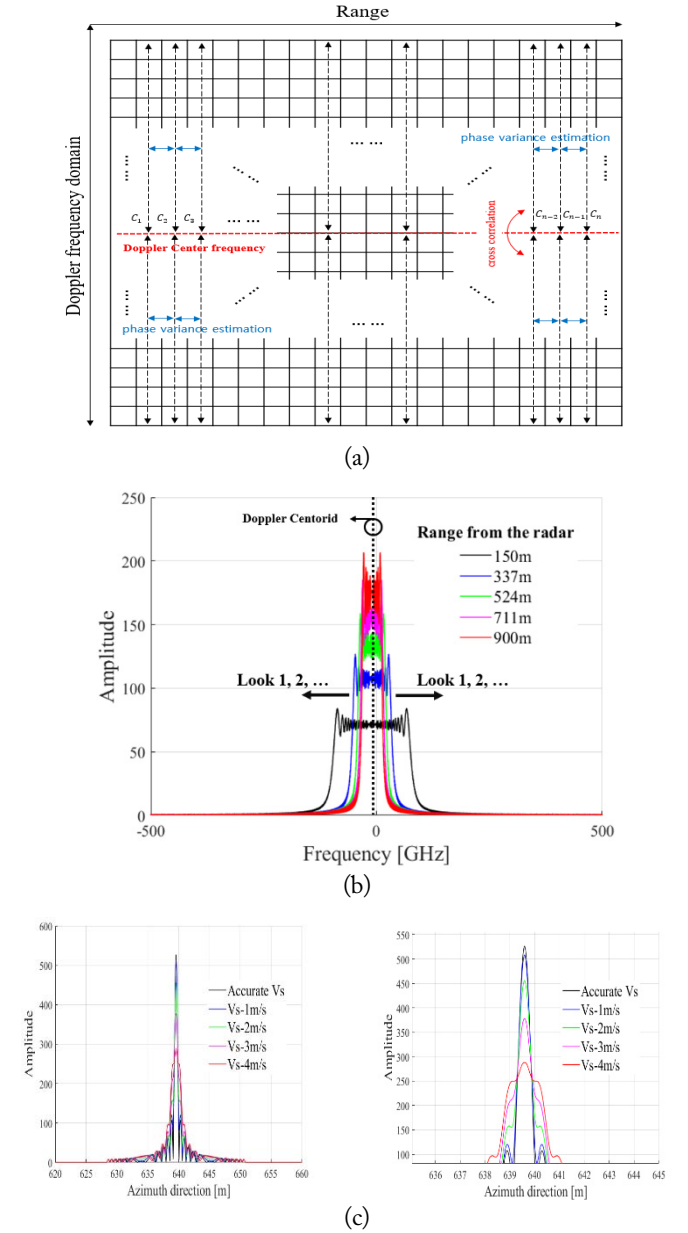 Range
Doppler frequency domain
phase variance estimation
C1 C2 C3 Cn-2 Cn-1 Cn
Doppler Center frequency
cross correlation
phase variance estimation
(a)
250
200
150
100
50
0
Amplitude
Doppler Centorid
Range from the radar
150m
337m
524m
711m
900m
Look 1, 2, …
Look 1, 2, …
-500 0 500
Frequency [GHz]
(b)
600
500
400
300
200
100
0
Amplitude
Accurate Vs
Vs-1m/s
Vs-2m/s
Vs-3m/s
Vs-4m/s
620 625 630 635 640 645 650 655 660
Azimuth direction [m]
550
500
450
400
350
300
250
200
150
100
Amplitude
Accurate Vs
Vs-1m/s
Vs-2m/s
Vs-3m/s
Vs-4m/s
636 637 638 639 640 641 642 643 644 645
Azimuth direction [m]
(c)